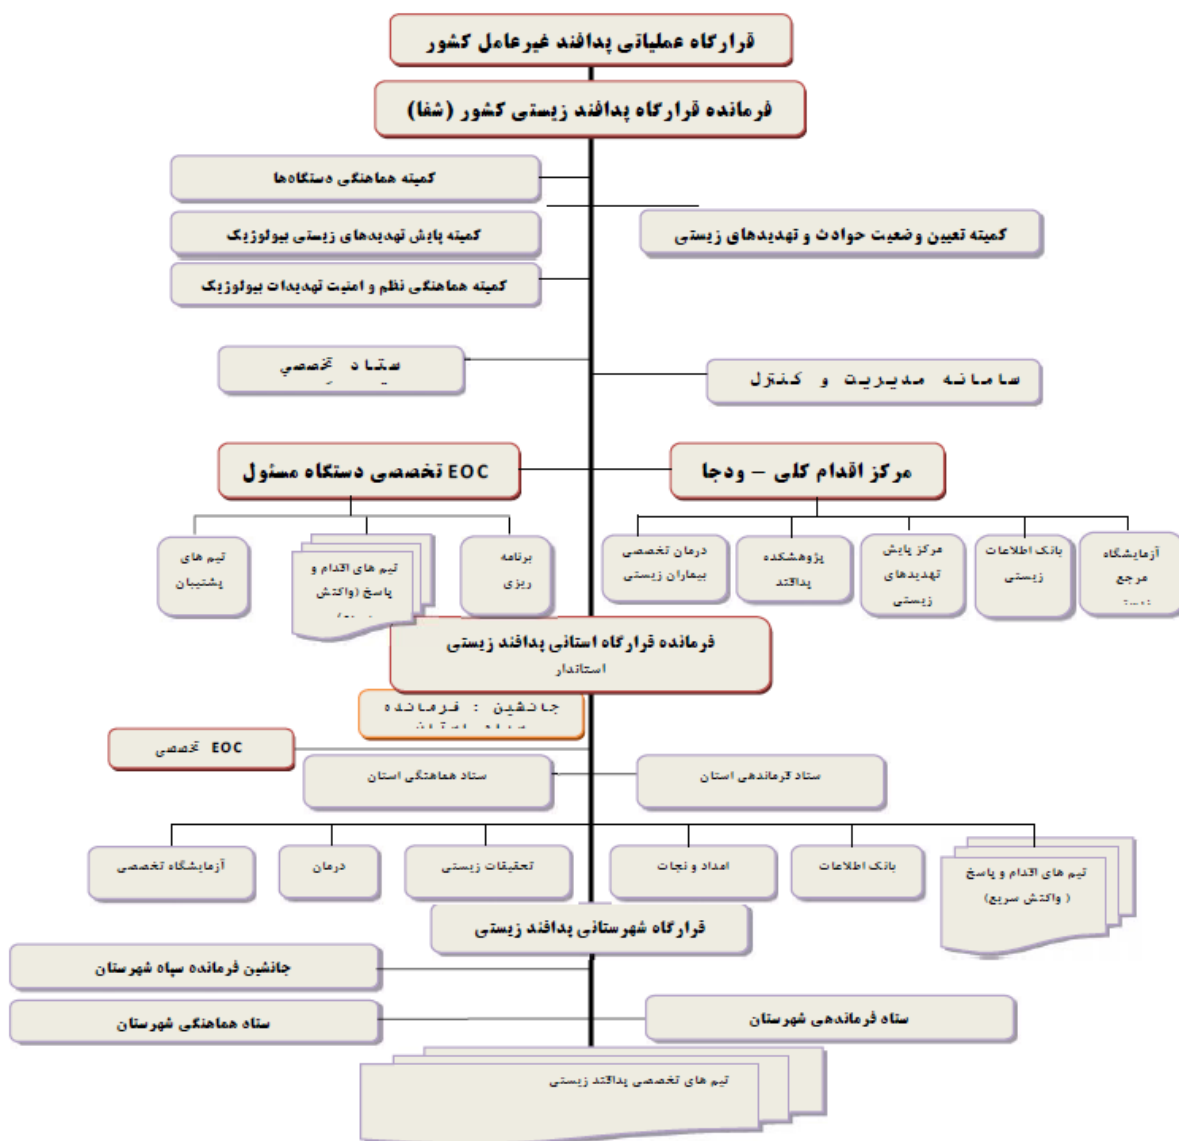 قرارگاه عملیاتی پدافند غیرعامل کشور
فرمانده قرارگاه پدافند زیستی کشور (شفا)
کمیته هماهنگی دستگاه‌ها
کمیته تعیین وضعیت حوادث و تهدیدهای زیستی
کمیته پایش تهدیدهای زیستی بیولوژیک
کمیته هماهنگی نظم و امنیت تهدیدات بیولوژیک
ستاد تخصصي
سامانه مدیریت و کنترل
مرکز اقدام کلی – ودجا
EOC تخصصی دستگاه مسئول
آزمایشگاه
مرجع
بانک اطلاعات
زیستی
مرکز پایش
تهدیدهای
زیستی
پژوهشکده
پدافند
درمان تخصصی
بیماران زیستی
برنامه
ریزی
تیم های اقدام و
پاسخ (واکنش
تیم های
پشتیبان
فرمانده قرارگاه استانی پدافند زیستی
استاندار
جانشین : فرمانده
EOC تخصصی
ستاد فرماندهی استان
ستاد هماهنگی استان
تیم های اقدام و پاسخ
( واکنش سریع)
بانک اطلاعات
امداد و نجات
تحقیقات زیستی
درمان
آزمایشگاه تخصصی
قرارگاه شهرستانی پدافند زیستی
جانشین فرمانده سپاه شهرستان
ستاد فرماندهی شهرستان
ستاد هماهنگی شهرستان
تیم های تخصصی پدافند زیستی